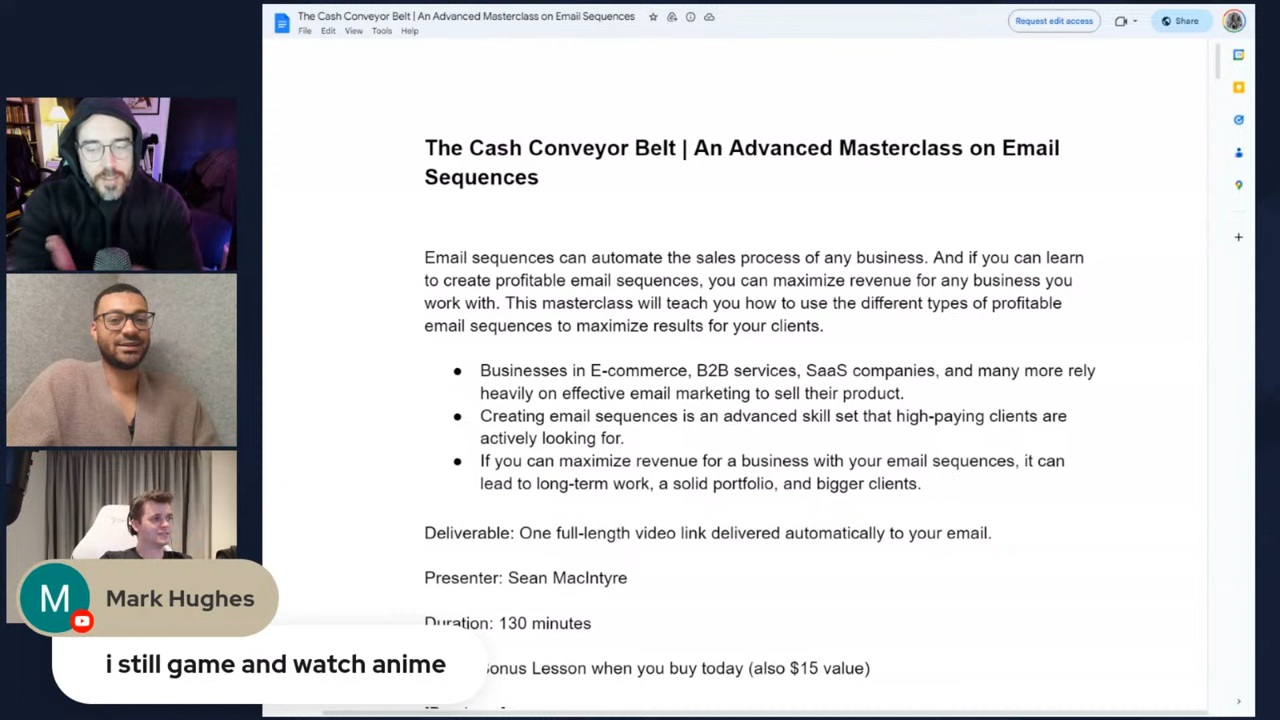 The Cash Conveyor Belt | An Advanced Masterclass on Email Sequences
File Edit View Tools Help
Request edit access
Share
The Cash Conveyor Belt | An Advanced Masterclass on Email
Sequences
Email sequences can automate the sales process of any business. And if you can learn
to create profitable email sequences, you can maximize revenue for any business you
work with. This masterclass will teach you how to use the different types of profitable
email sequences to maximize results for your clients.
● Businesses in E-commerce, B2B services, SaaS companies, and many more rely
heavily on effective email marketing to sell their product.
● Creating email sequences is an advanced skill set that high-paying clients are
actively looking for.
● If you can maximize revenue for a business with your email sequences, it can
lead to long-term work, a solid portfolio, and bigger clients.
Deliverable: One full-length video link delivered automatically to your email.
Presenter: Sean MacIntyre
Duration: 130 minutes
Bonus Lesson when you buy today (also $15 value)
M
Mark Hughes
i still game and watch anime